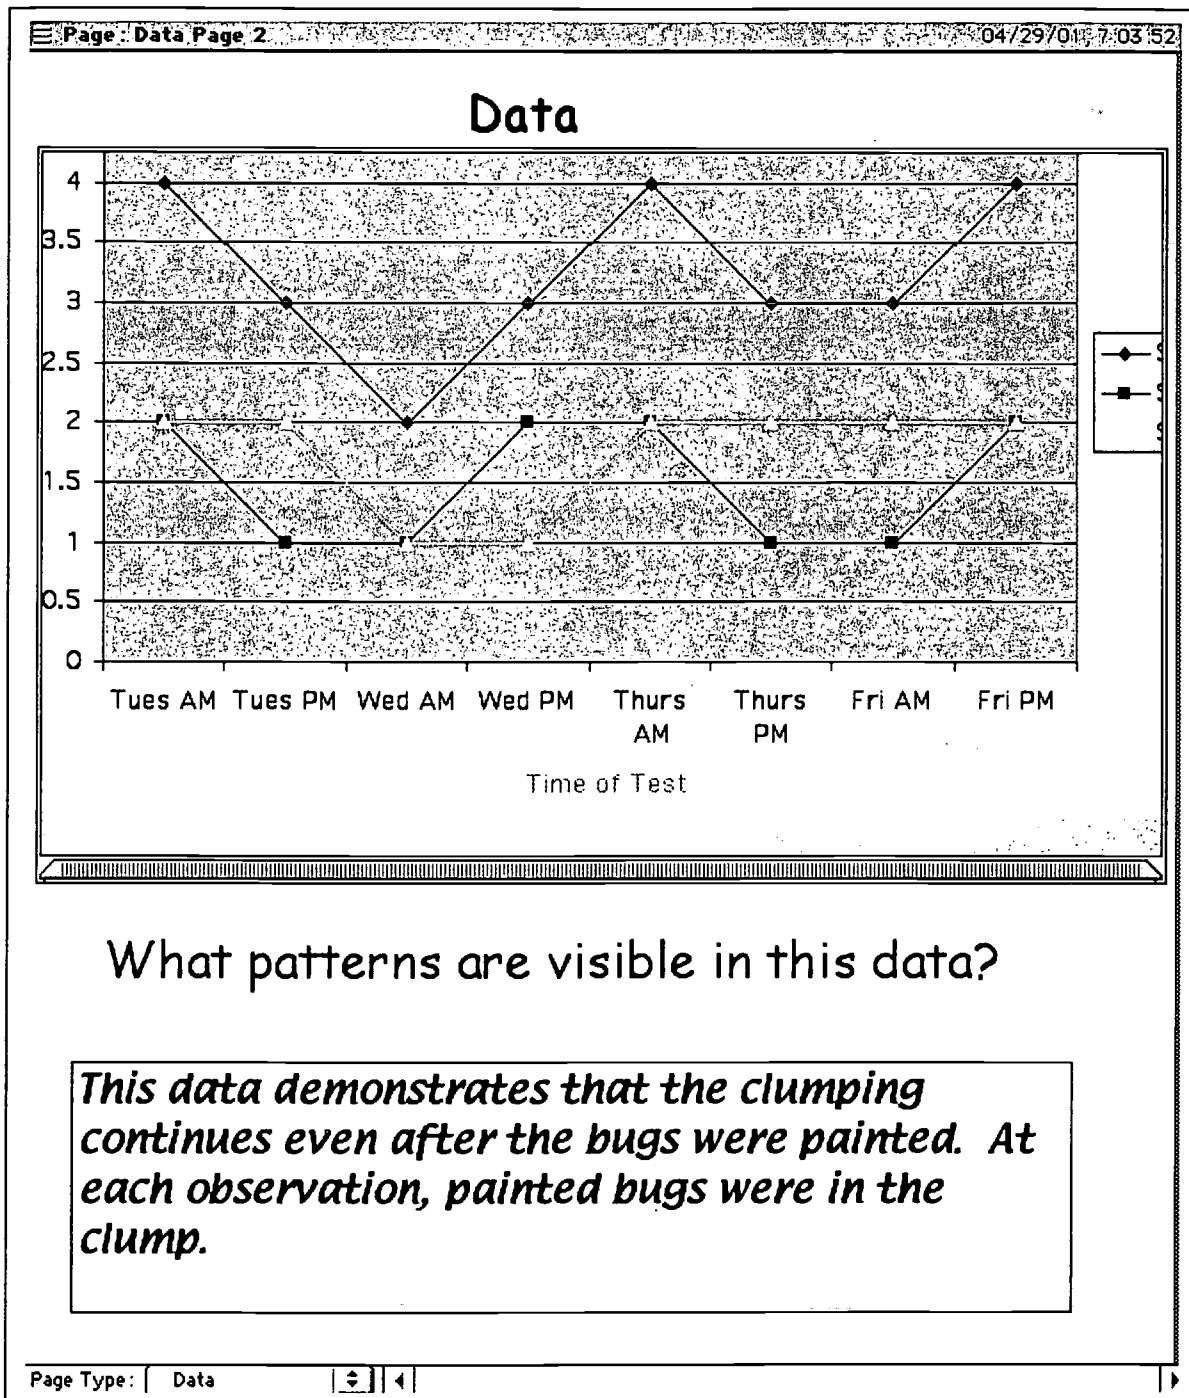 Page: Data Page 2 04/29/01, 7:03:52
Data
4
3.5
3
2.5
2
1.5
1
0.5
0
Tues AM Tues PM Wed AM Wed PM Thurs AM Thurs PM Fri AM Fri PM
Time of Test
What patterns are visible in this data?
This data demonstrates that the clumping
continues even after the bugs were painted. At
each observation, painted bugs were in the
clump.
Page Type: Data